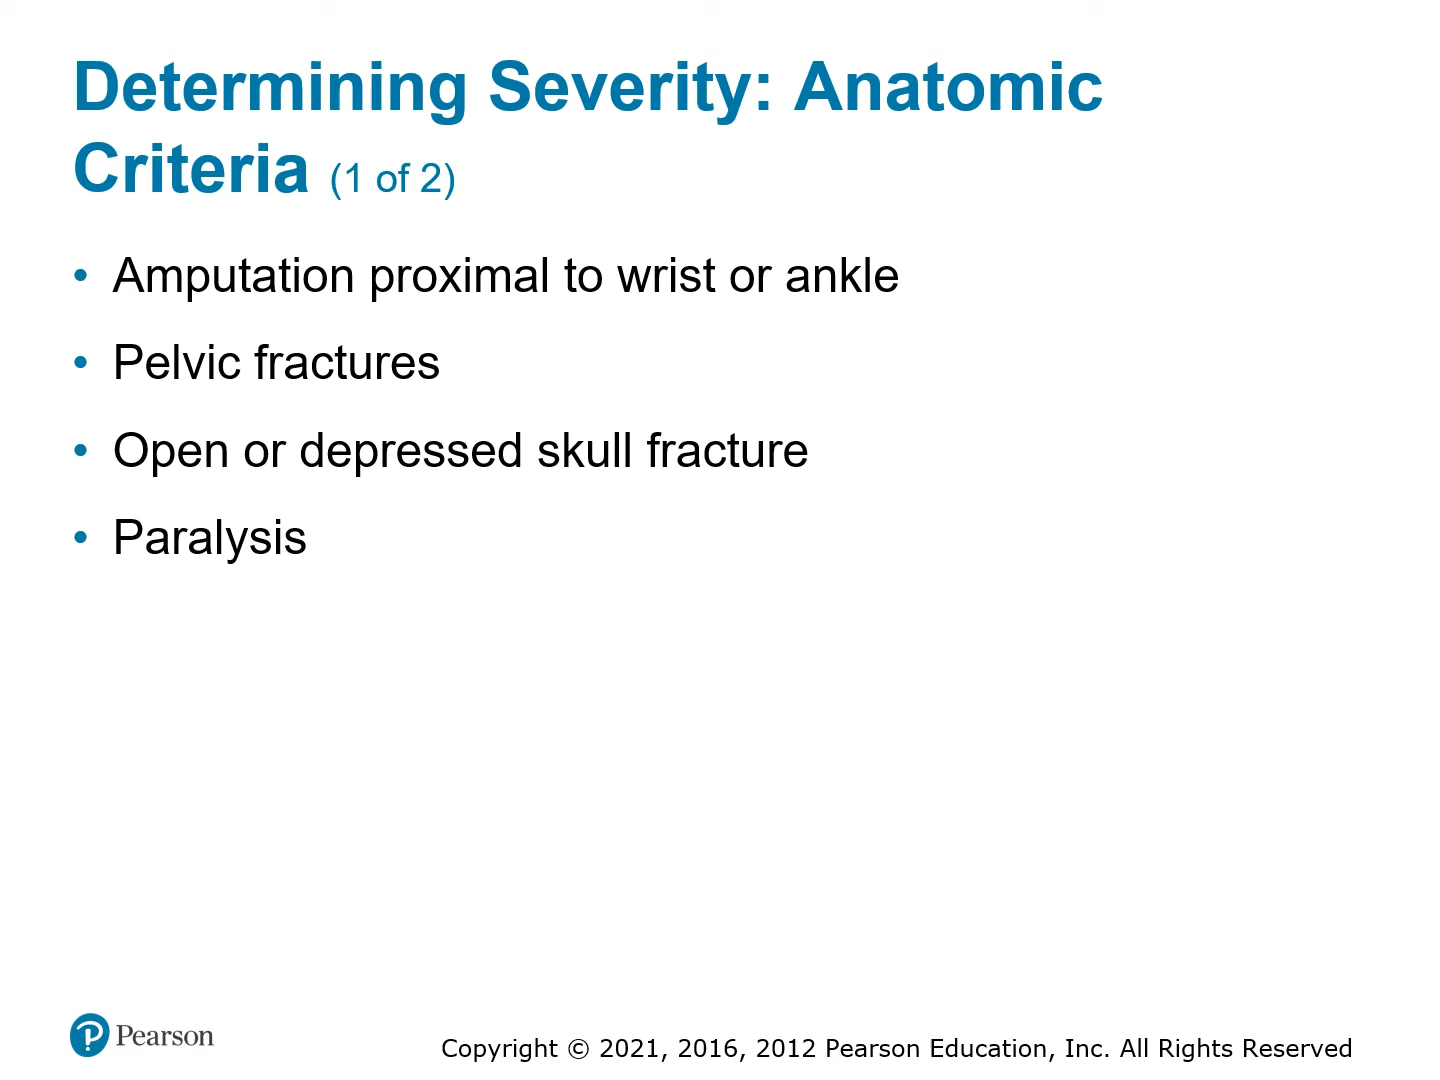 Determining Severity: Anatomic
Criteria (1 of 2)
• Amputation proximal to wrist or ankle
• Pelvic fractures
• Open or depressed skull fracture
• Paralysis
Pearson
Copyright © 2021, 2016, 2012 Pearson Education, Inc. All Rights Reserved